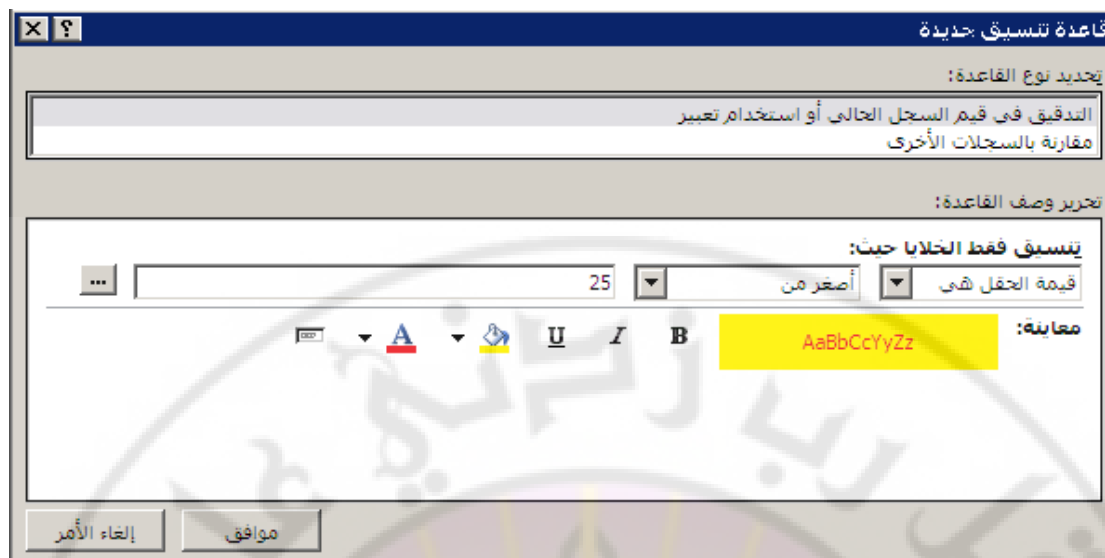 قاعدة تنسيق جديدة
تحديد نوع القاعدة:
التدقيق في قيم السجل الحالي أو استخدام تعبير
مقارنة بالسجلات الأخرى
تحرير وصف القاعدة:
تنسيق فقط الخلايا حيث:
قيمة الحقل هي أصغر من 25 ...
معاينة: AaBbCcYyZz B I U A
موافق إلغاء الأمر